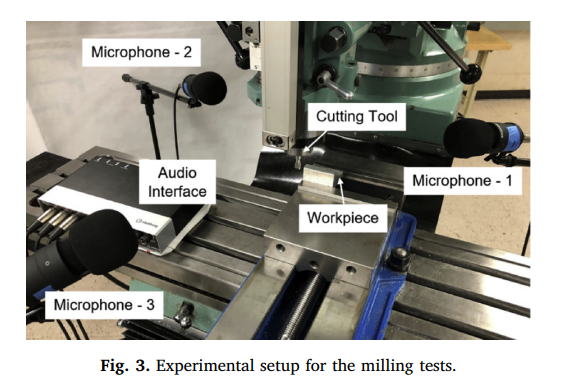 Microphone - 2
Cutting Tool
Audio
Interface
Microphone - 1
Workpiece
Microphone - 3
Fig. 3. Experimental setup for the milling tests.